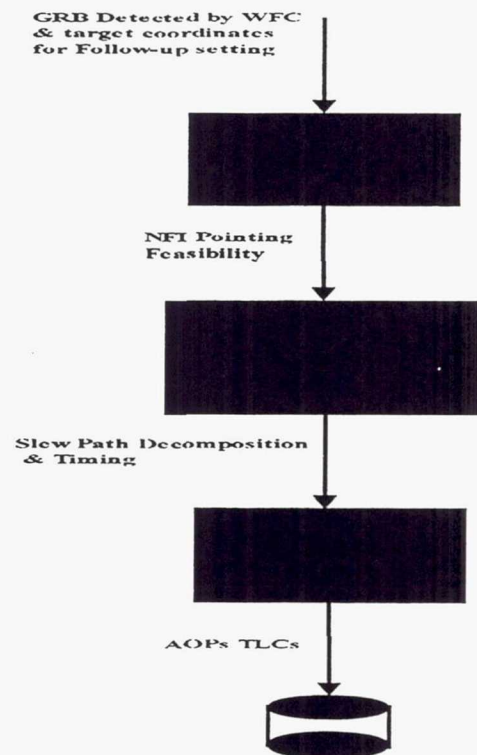 GRB Detected by WFC
& target coordinates
for Follow-up setting
NFI Pointing
Feasibility
Slew Path Decomposition
& Timing
AOPs TLCs